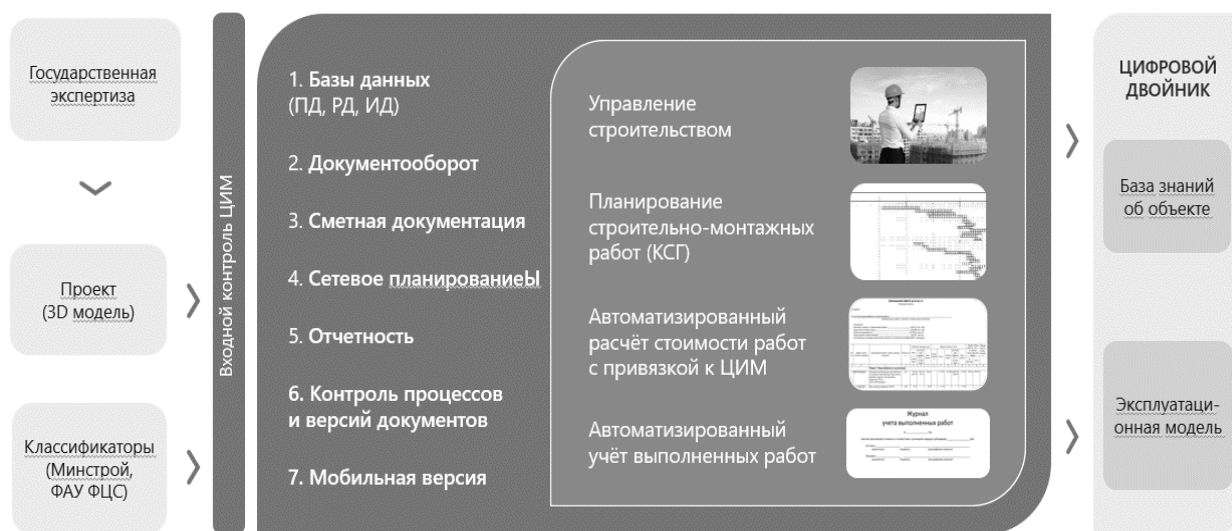 Государственная
экспертиза
Проект
(3D модель)
Классификаторы
(Минстрой,
ФАУ ФЦС)
Входной контроль ЦИМ
1. Базы данных
(ПД, РД, ИД)
2. Документооборот
3. Сметная документация
4. Сетевое планированиеЫ
5. Отчетность
6. Контроль процессов
и версий документов
7. Мобильная версия
Управление
строительством
Планирование
строительно-монтажных
работ (КСГ)
Автоматизированный
расчёт стоимости работ
с привязкой к ЦИМ
Автоматизированный
учёт выполненных работ
Журнал
учета выполненных работ
ЦИФРОВОЙ
ДВОЙНИК
База знаний
об объекте
Эксплуатаци-
онная модель